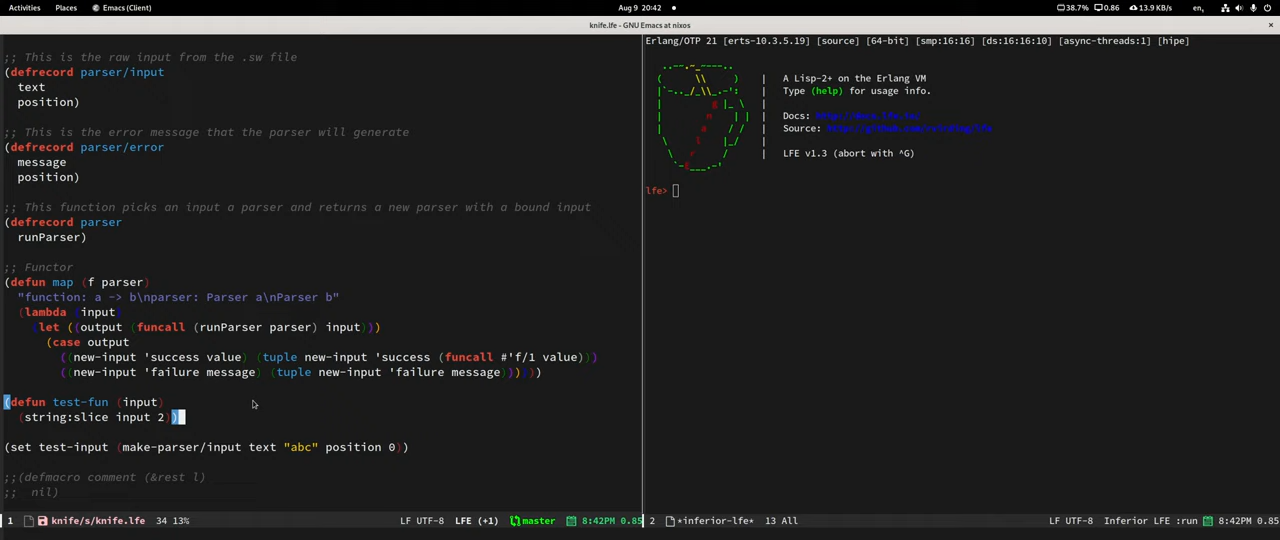 Activities Places Emacs (Client) Aug 9 20:42 38.7% 0.86 13.9 KB/s en,
knife.lfe - GNU Emacs at nixos
;; This is the raw input from the .sw file
(defrecord parser/input
text
position)
;; This is the error message that the parser will generate
(defrecord parser/error
message
position)
;; This function picks an input a parser and returns a new parser with a bound input
(defrecord parser
runParser)
;; Functor
(defun map (f parser)
"function: a -> b\nparser: Parser a\nParser b"
(lambda (input)
(let ((output (funcall (runParser parser) input)))
(case output
((new-input 'success value) (tuple new-input 'success (funcall #'f/1 value)))
((new-input 'failure message) (tuple new-input 'failure message)))))
(defun test-fun (input)
(string:slice input 2))
(set test-input (make-parser/input text "abc" position 0))
;;(defmacro comment (&rest l)
;; nil)
1 knife/s/knife.lfe 34 13% LF UTF-8 LFE (+1) master 8:42PM 0.85
Erlang/OTP 21 [erts-10.3.5.19] [source] [64-bit] [smp:16:16] [ds:16:16:10] [async-threads:1] [hipe]
| A Lisp-2+ on the Erlang VM
| Type (help) for usage info.
|
| Docs:
| Source:
|
| LFE v1.3 (abort with ^G)
lfe>
2 *inferior-lfe* 13 All LF UTF-8 Inferior LFE :run 8:42PM 0.85